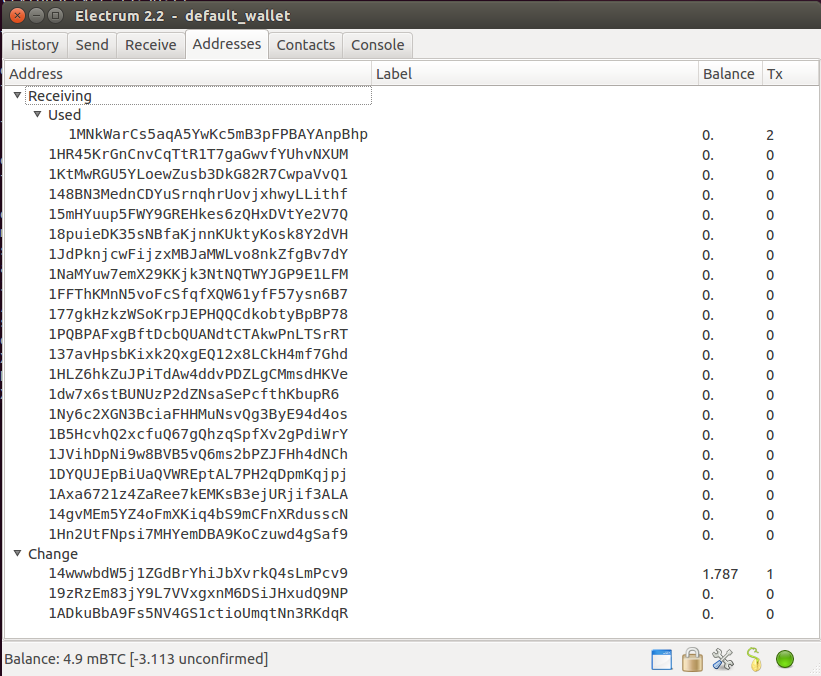 Electrum 2.2 - default_wallet
History Send Receive Addresses Contacts Console
Address Label Balance Tx
Receiving
Used
1MNkWarCs5aqA5YwKc5mB3pFPBAYAnpBhp 0. 2
1HR45KrGnCnvCqTtR1T7gaGwvfYUhvNXUM 0. 0
1KtMwRGU5YLoewZusb3DkG82R7CwpaVvQ1 0. 0
148BN3MednCDYuSrnqhrUovjxhwyLLithf 0. 0
15mHYuup5FWY9GREHkes6zQHxDVtYe2V7Q 0. 0
18puieDK35sNBfaKjnnKUktyKosk8Y2dVH 0. 0
1JdPknjcwFijzxMBJaMWLvo8nkZfgBv7dY 0. 0
1NaMYuw7emX29KKjk3NtNQTWYJGP9E1LFM 0. 0
1FFThKMnN5voFcSfqfXQW61yfF57ysn6B7 0. 0
177gkHzkzWSoKrpJEPHQQCdkobtyBpBP78 0. 0
1PQBPAFxgBftDcbQUANdtCTAkwPnLTSrRT 0. 0
137avHpsbKixk2QxgEQ12x8LCkH4mf7Ghd 0. 0
1HLZ6hkZuJPiTdAw4ddvPDZLgCMmsdHKVe 0. 0
1dw7x6stBUNUzP2dZNsaSePcfthKbupR6 0. 0
1Ny6c2XGN3BciaFHHMuNsvQg3ByE94d4os 0. 0
1B5HcvhQ2xcfuQ67gQhzqSpfXv2gPdiWrY 0. 0
1JVihDpNi9w8BVB5vQ6ms2bPZJFHh4dNCh 0. 0
1DYQUJEpBiUaQVWREptAL7PH2qDpmKqjpj 0. 0
1Axa6721z4ZaRee7kEMKsB3ejURjif3ALA 0. 0
14gvMEm5YZ4oFmXKiq4bS9mCFnXRdusscN 0. 0
1Hn2UtFNpsi7MHYemDBA9KoCzuwd4gSaf9 0. 0
Change
14wwwbdW5j1ZGdBrYhiJbXvrkQ4sLmPcv9 1.787 1
19zRzEm83jY9L7VVxgxnM6DSiJHxudQ9NP 0. 0
1ADkuBbA9Fs5NV4GS1ctioUmqtNn3RKdqR 0. 0
Balance: 4.9 mBTC [-3.113 unconfirmed]